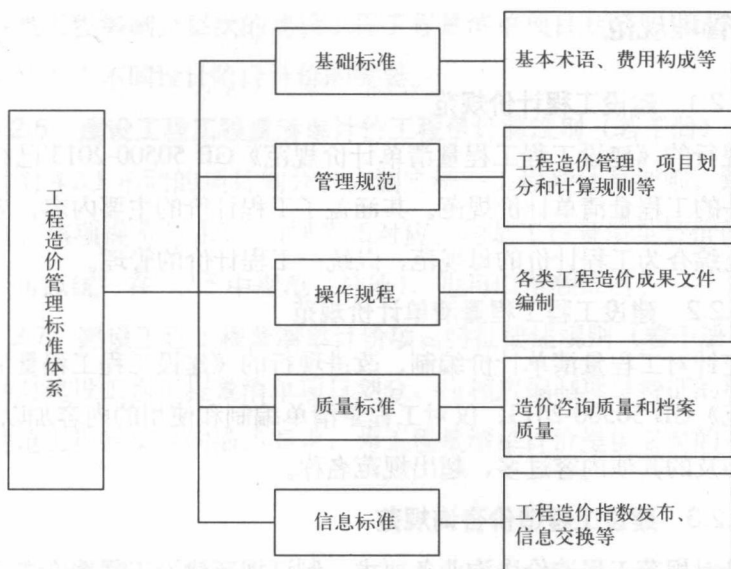 工程造价管理标准体系
基础标准
基本术语、费用构成等
管理规范
工程造价管理、项目划
分和计算规则等
操作规程
各类工程造价成果文件
编制
质量标准
造价咨询质量和档案
质量
信息标准
工程造价指数发布、
信息交换等